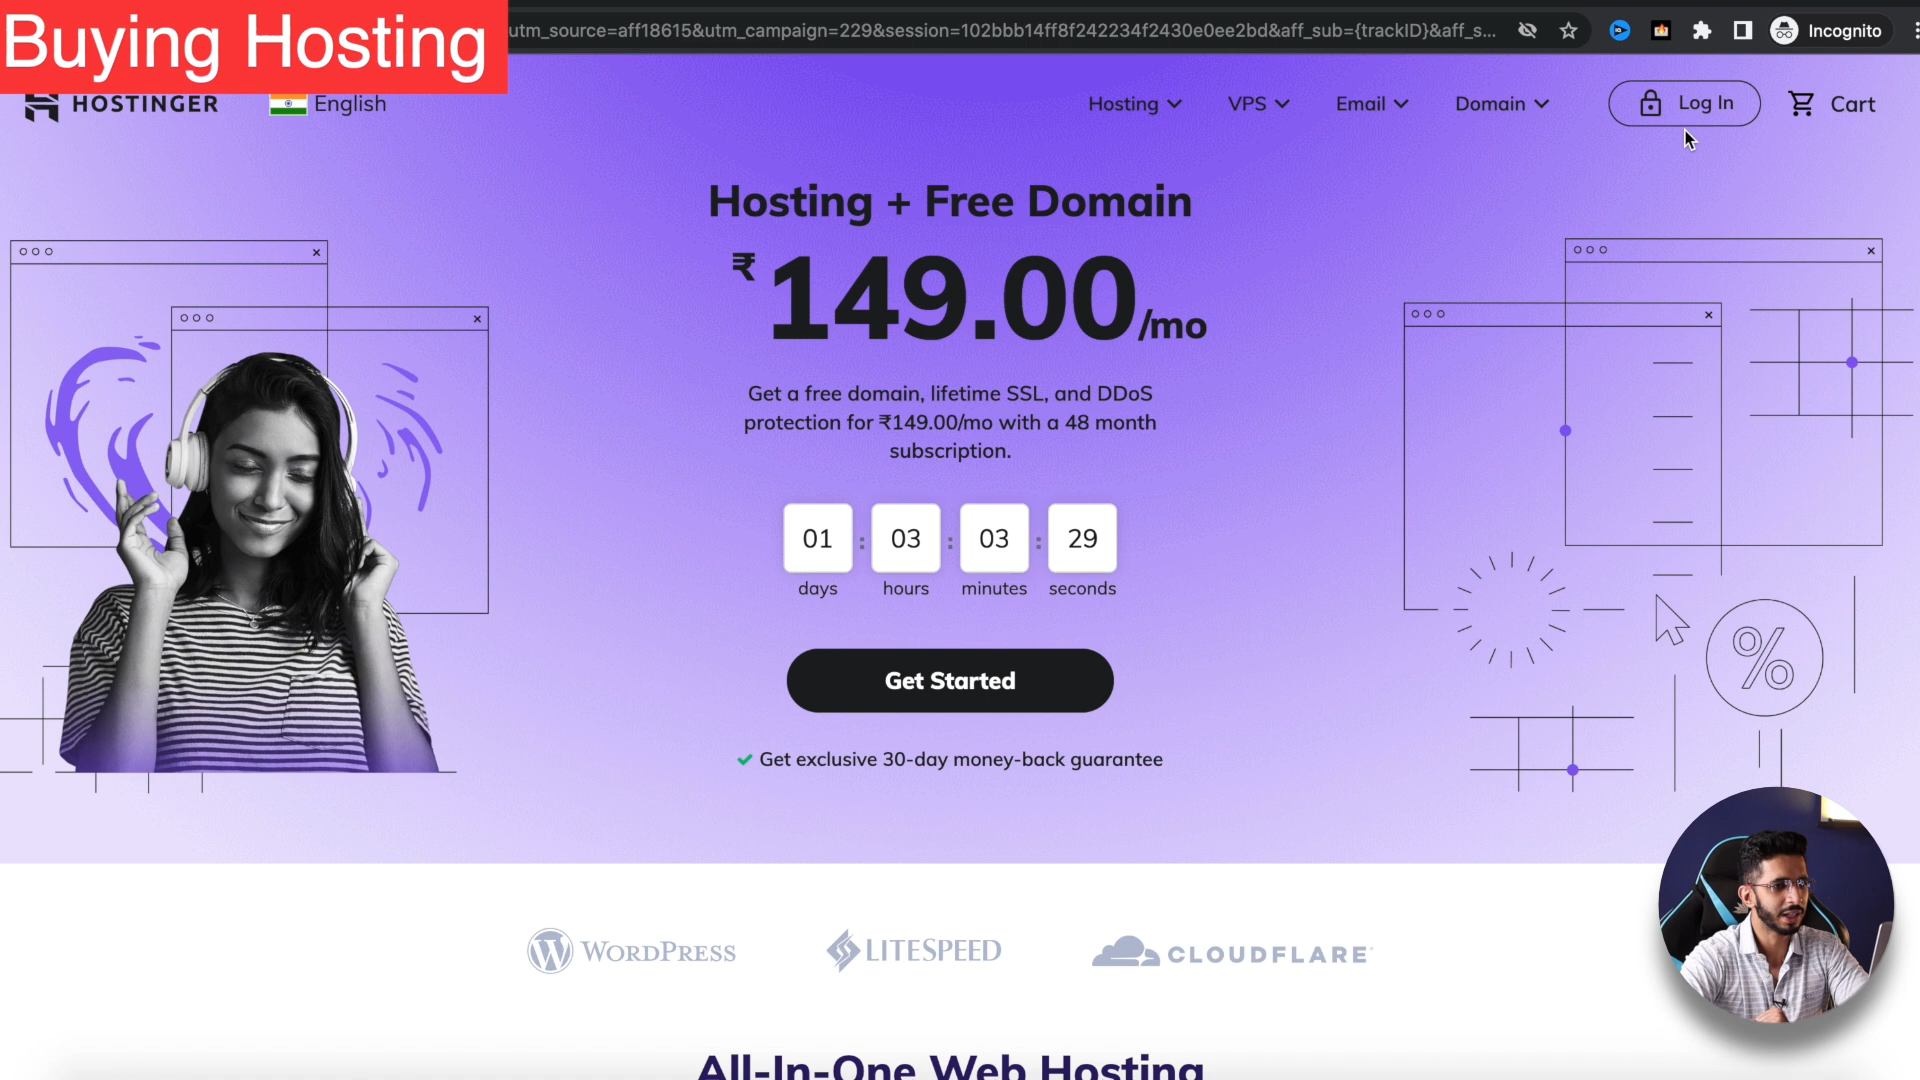 Buying Hosting
utm_source=aff18615&utm_campaign=229&session=102bbb14ff8f242234f2430e0ee2bd&aff_sub={trackID}&aff_s...
Incognito
HOSTINGER
English
Hosting
VPS
Email
Domain
Log In
Cart
Hosting + Free Domain
₹149.00/mo
Get a free domain, lifetime SSL, and DDoS
protection for ₹149.00/mo with a 48 month
subscription.
01 : 03 : 03 : 29
days hours minutes seconds
Get Started
Get exclusive 30-day money-back guarantee
%
WORDPRESS
LITESPEED
CLOUDFLARE
All-In-One Web Hosting